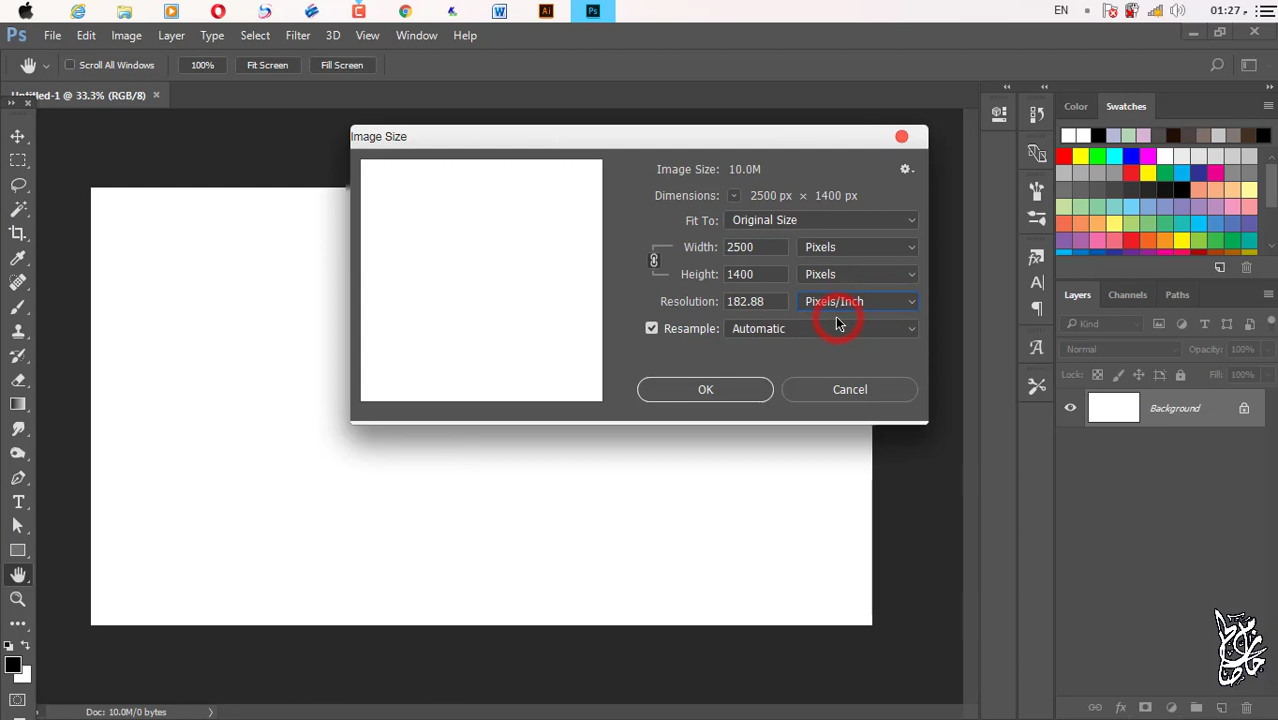 EN
01:27 م
Ps File Edit Image Layer Type Select Filter 3D View Window Help
Scroll All Windows 100% Fit Screen Fill Screen
Untitled-1 @ 33.3% (RGB/8) ×
Color Swatches
Image Size
Image Size: 10.0M
Dimensions: 2500 px × 1400 px
Fit To: Original Size
Width: 2500 Pixels
Height: 1400 Pixels
Resolution: 182.88 Pixels/Inch
Resample: Automatic
OK Cancel
Layers Channels Paths
Kind
Normal Opacity: 100%
Lock: Fill: 100%
Background
Doc: 10.0M/0 bytes